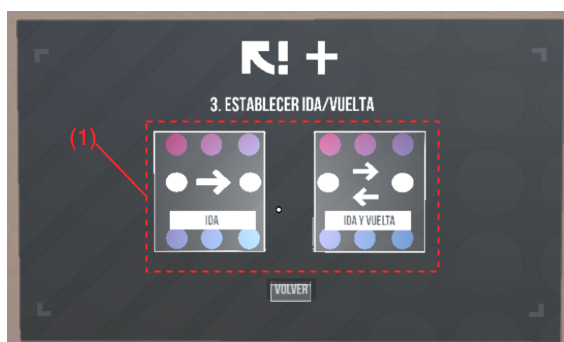 3. ESTABLECER IDA/VUELTA
(1)
IDA
IDA Y VUELTA
VOLVER